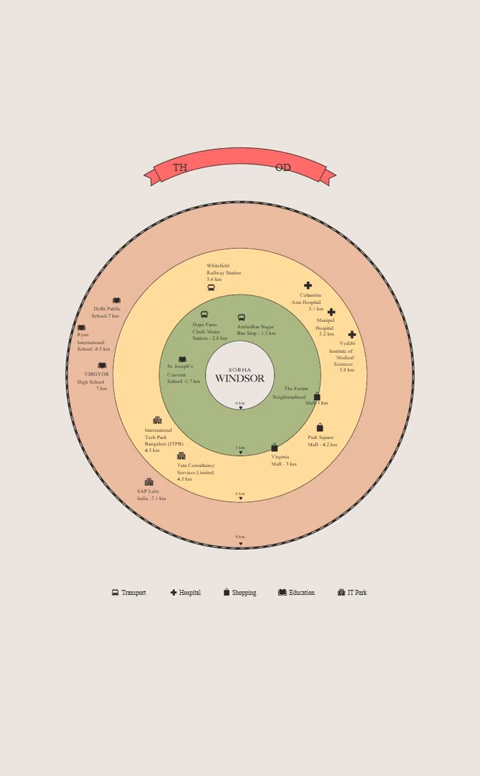 TH OD
Whitefield
Railway Station
5.6 km
Columbia
Asia Hospital
5.1 km
Manipal
Hospital
5.2 km
Vydehi
Institute of
Medical
Sciences
5.8 km
Delhi Public
School-7 km
Ryan
International
School -8.5 km
VIBGYOR
High School
7 km
Hope Farm
Circle Metro
Station - 2.8 km
Ambedkar Nagar
Bus Stop - 1.3 km
St. Joseph's
Convent
School -1.7 km
SOBHA
WINDSOR
0 km
The Forum
Neighbourhood
Mall-3 km
International
Tech Park
Bangalore (ITPB)
4.3 km
Tata Consultancy
Services Limited
4.3 km
Virginia
Mall - 3 km
Park Square
Mall - 4.2 km
SAP Labs
India -7.1 km
3 km
6 km
9 km
Transport Hospital Shopping Education IT Park